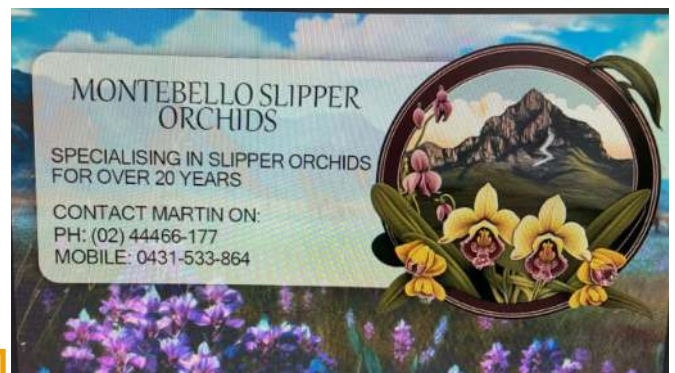 MONTEBELLO SLIPPER
ORCHIDS
SPECIALISING IN SLIPPER ORCHIDS
FOR OVER 20 YEARS
CONTACT MARTIN ON:
PH: (02) 44466-177
MOBILE: 0431-533-864